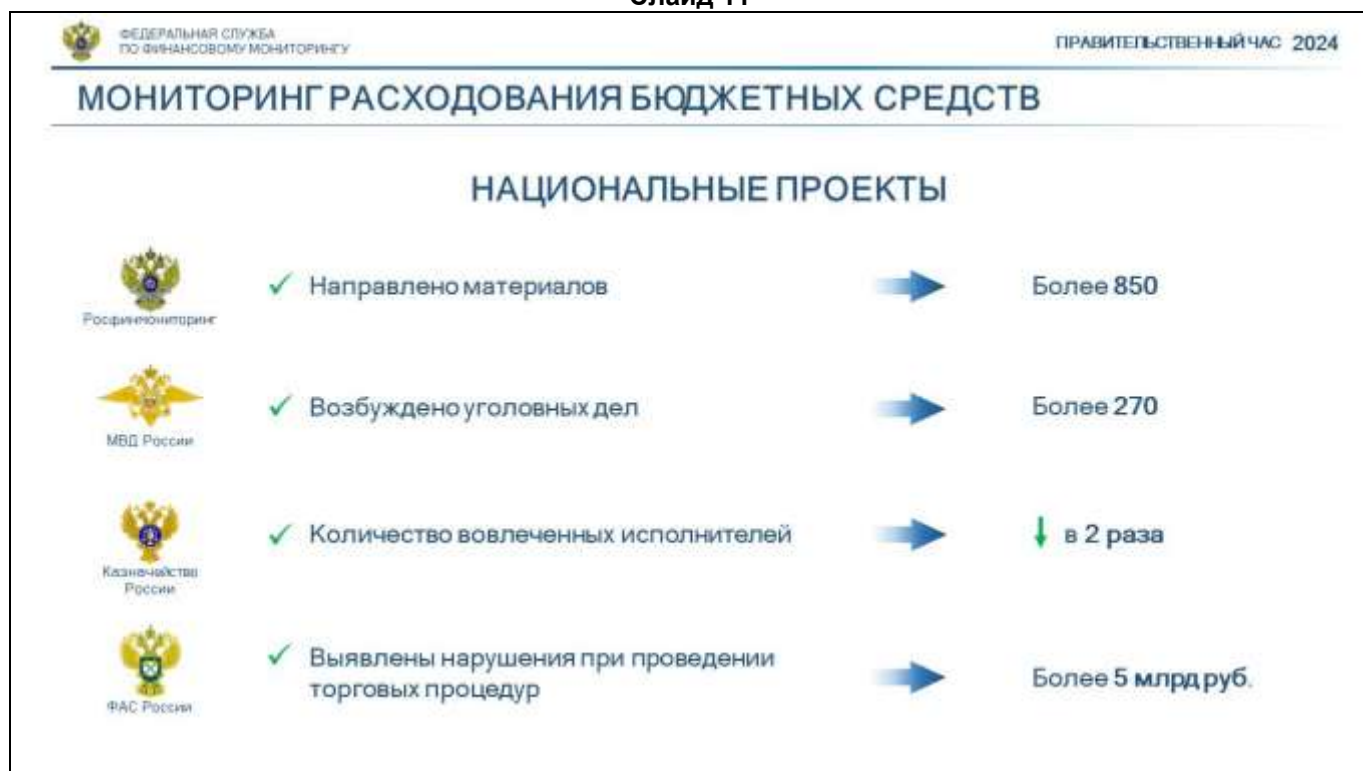 ФЕДЕРАЛЬНАЯ СЛУЖБА
ПО ФИНАНСОВОМУ МОНИТОРИНГУ
ПРАВИТЕЛЬСТВЕННЫЙ ЧАС 2024
МОНИТОРИНГ РАСХОДОВАНИЯ БЮДЖЕТНЫХ СРЕДСТВ
НАЦИОНАЛЬНЫЕ ПРОЕКТЫ
Росфинмониторинг
✓ Направлено материалов
Более 850
МВД России
✓ Возбуждено уголовных дел
Более 270
Казначейство
России
✓ Количество вовлеченных исполнителей
↓ в 2 раза
ФАС России
✓ Выявлены нарушения при проведении
торговых процедур
Более 5 млрд руб.